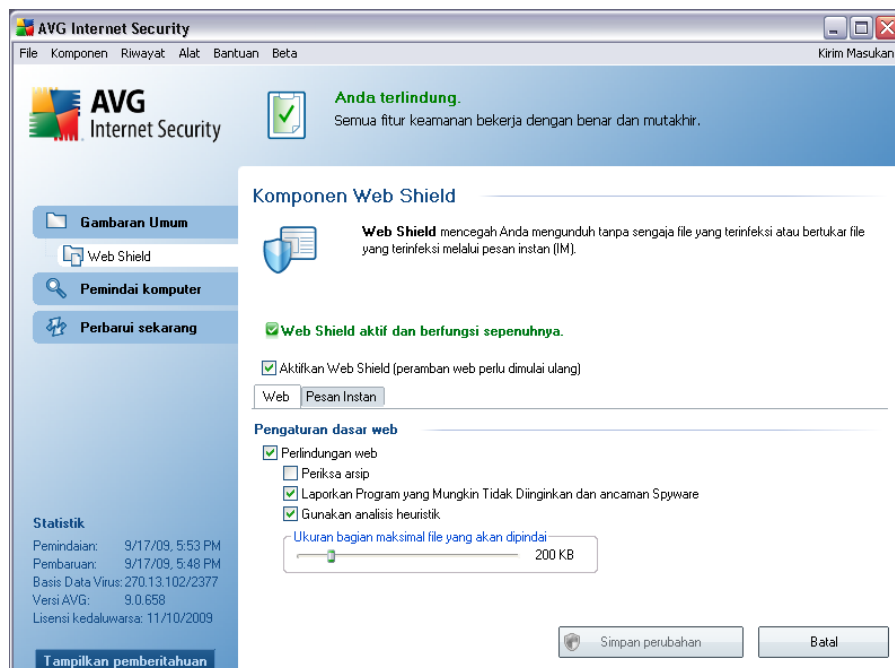 AVG Internet Security
File Komponen Riwayat Alat Bantuan Beta Kirim Masukan
AVG
Internet Security
Anda terlindung.
Semua fitur keamanan bekerja dengan benar dan mutakhir.
Gambaran Umum
Web Shield
Pemindai komputer
Perbarui sekarang
Komponen Web Shield
Web Shield mencegah Anda mengunduh tanpa sengaja file yang terinfeksi atau bertukar file
yang terinfeksi melalui pesan instan (IM).
Web Shield aktif dan berfungsi sepenuhnya.
Aktifkan Web Shield (peramban web perlu dimulai ulang)
Web Pesan Instan
Pengaturan dasar web
Perlindungan web
Periksa arsip
Laporkan Program yang Mungkin Tidak Diinginkan dan ancaman Spyware
Gunakan analisis heuristik
Ukuran bagian maksimal file yang akan dipindai
200 KB
Statistik
Pemindaian: 9/17/09, 5:53 PM
Pembaruan: 9/17/09, 5:48 PM
Basis Data Virus: 270.13.102/2377
Versi AVG: 9.0.658
Lisensi kedaluwarsa: 11/10/2009
Tampilkan pemberitahuan
Simpan perubahan
Batal